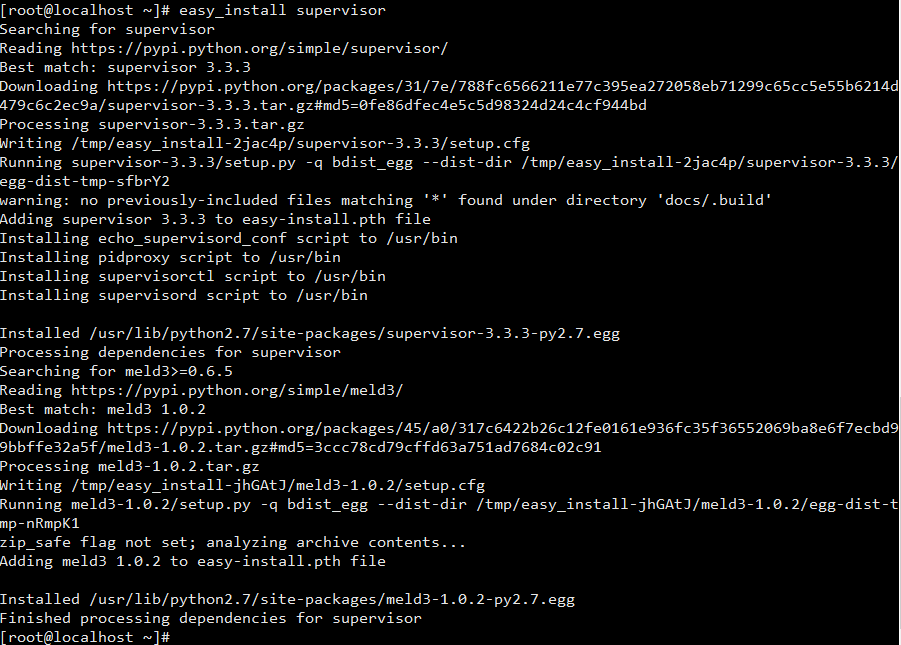 [root@localhost ~]# easy_install supervisor
Searching for supervisor
Reading https://pypi.python.org/simple/supervisor/
Best match: supervisor 3.3.3
Downloading https://pypi.python.org/packages/31/7e/788fc6566211e77c395ea272058eb71299c65cc5e55b6214d
479c6c2ec9a/supervisor-3.3.3.tar.gz#md5=0fe86dfec4e5c5d98324d24c4cf944bd
Processing supervisor-3.3.3.tar.gz
Writing /tmp/easy_install-2jac4p/supervisor-3.3.3/setup.cfg
Running supervisor-3.3.3/setup.py -q bdist_egg --dist-dir /tmp/easy_install-2jac4p/supervisor-3.3.3/
egg-dist-tmp-sfbrY2
warning: no previously-included files matching '*' found under directory 'docs/.build'
Adding supervisor 3.3.3 to easy-install.pth file
Installing echo_supervisord_conf script to /usr/bin
Installing pidproxy script to /usr/bin
Installing supervisorctl script to /usr/bin
Installing supervisord script to /usr/bin

Installed /usr/lib/python2.7/site-packages/supervisor-3.3.3-py2.7.egg
Processing dependencies for supervisor
Searching for meld3>=0.6.5
Reading https://pypi.python.org/simple/meld3/
Best match: meld3 1.0.2
Downloading https://pypi.python.org/packages/45/a0/317c6422b26c12fe0161e936fc35f36552069ba8e6f7ecbd9
9bbffe32a5f/meld3-1.0.2.tar.gz#md5=3ccc78cd79cffd63a751ad7684c02c91
Processing meld3-1.0.2.tar.gz
Writing /tmp/easy_install-jhGAtJ/meld3-1.0.2/setup.cfg
Running meld3-1.0.2/setup.py -q bdist_egg --dist-dir /tmp/easy_install-jhGAtJ/meld3-1.0.2/egg-dist-t
mp-nRmpK1
zip_safe flag not set; analyzing archive contents...
Adding meld3 1.0.2 to easy-install.pth file

Installed /usr/lib/python2.7/site-packages/meld3-1.0.2-py2.7.egg
Finished processing dependencies for supervisor
[root@localhost ~]#